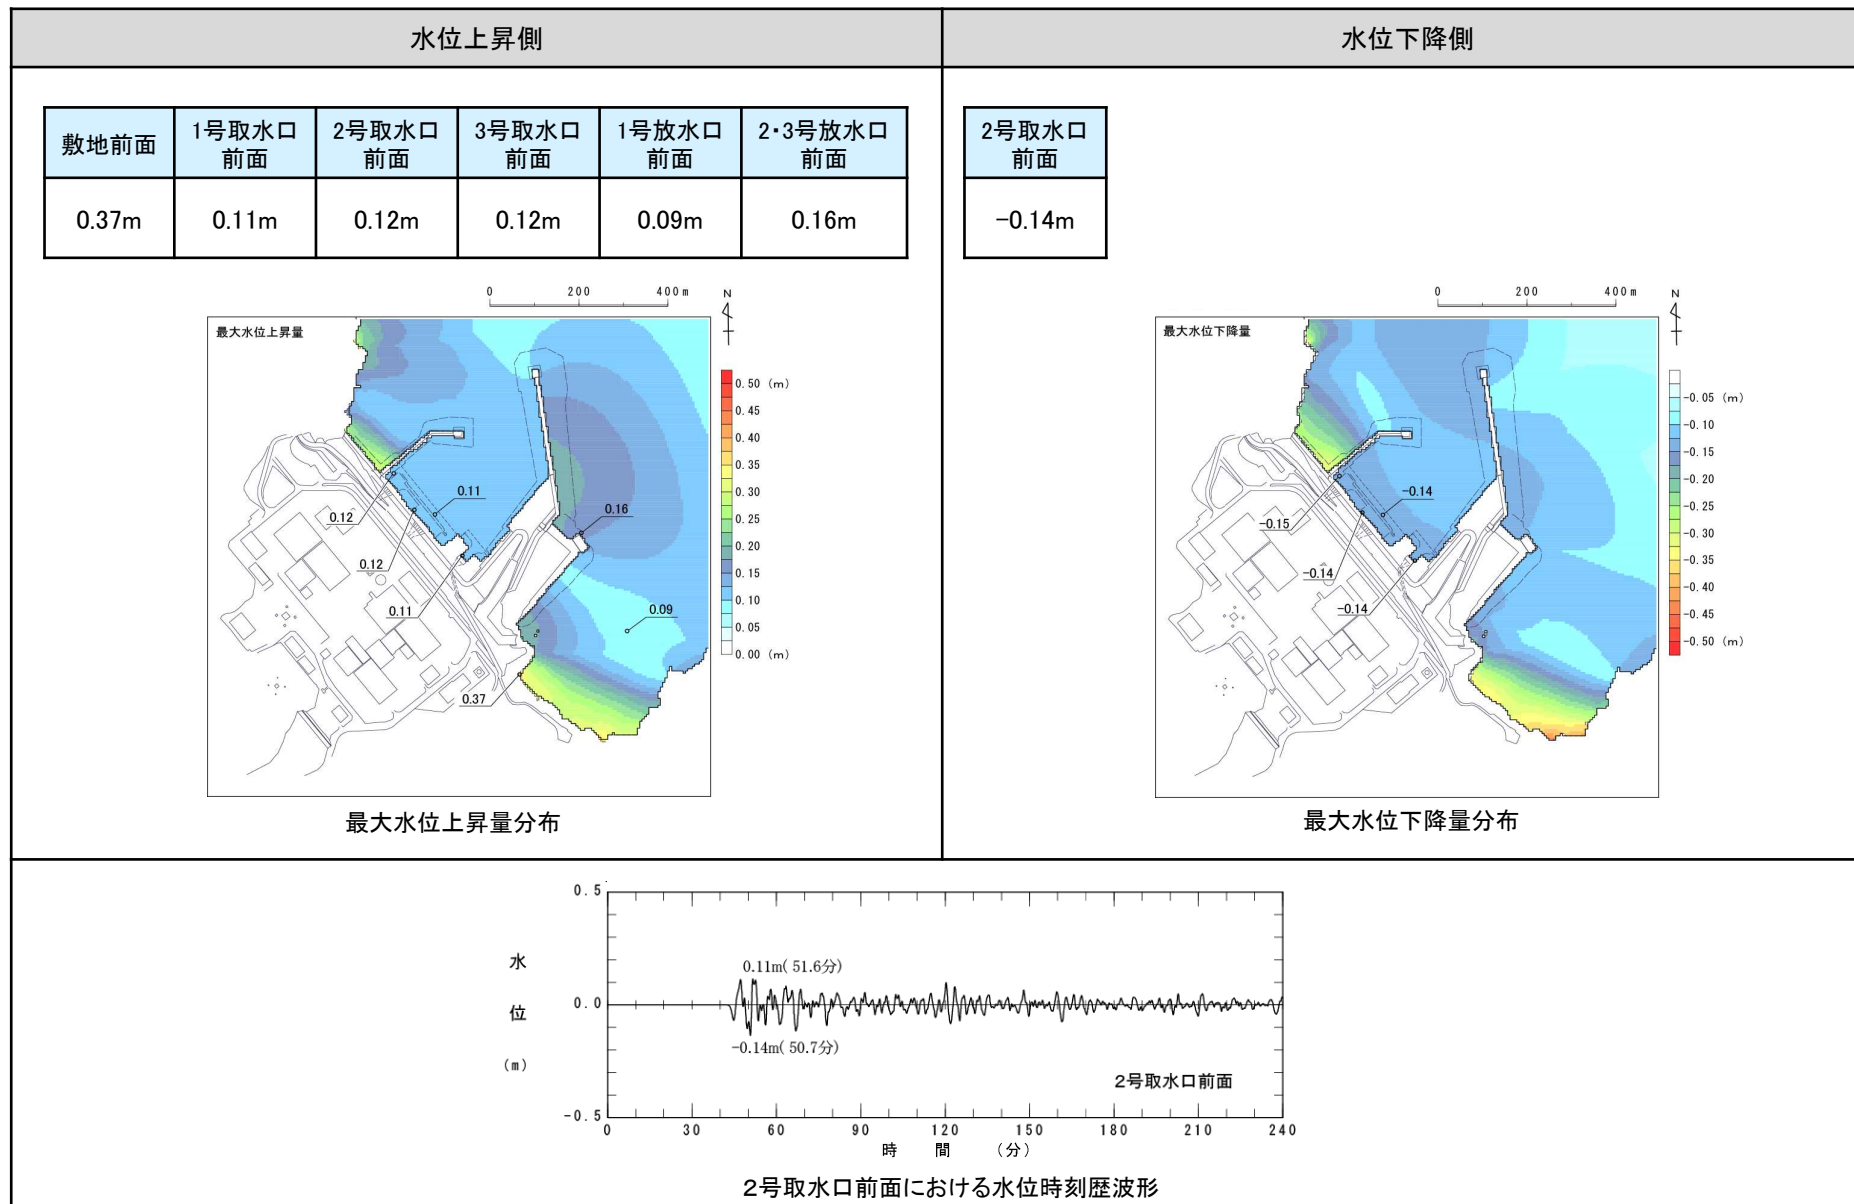 水位上昇側
水位下降側
敷地前面
1号取水口
前面
2号取水口
前面
3号取水口
前面
1号放水口
前面
2・3号放水口
前面
0.37m
0.11m
0.12m
0.12m
0.09m
0.16m
2号取水口
前面
-0.14m
0 200 400m
N
最大水位上昇量
0.50 (m)
0.45
0.40
0.35
0.30
0.25
0.20
0.15
0.10
0.05
0.00 (m)
0.11
0.12
0.16
0.12
0.11
0.09
0.37
最大水位上昇量分布
0 200 400m
N
最大水位下降量
-0.05 (m)
-0.10
-0.15
-0.20
-0.25
-0.30
-0.35
-0.40
-0.45
-0.50 (m)
-0.14
-0.15
-0.14
-0.14
最大水位下降量分布
0.5
0.0
-0.5
水
位
(m)
0.11m( 51.6分)
-0.14m( 50.7分)
2号取水口前面
0 30 60 90 120 150 180 210 240
時 間 (分)
2号取水口前面における水位時刻歴波形